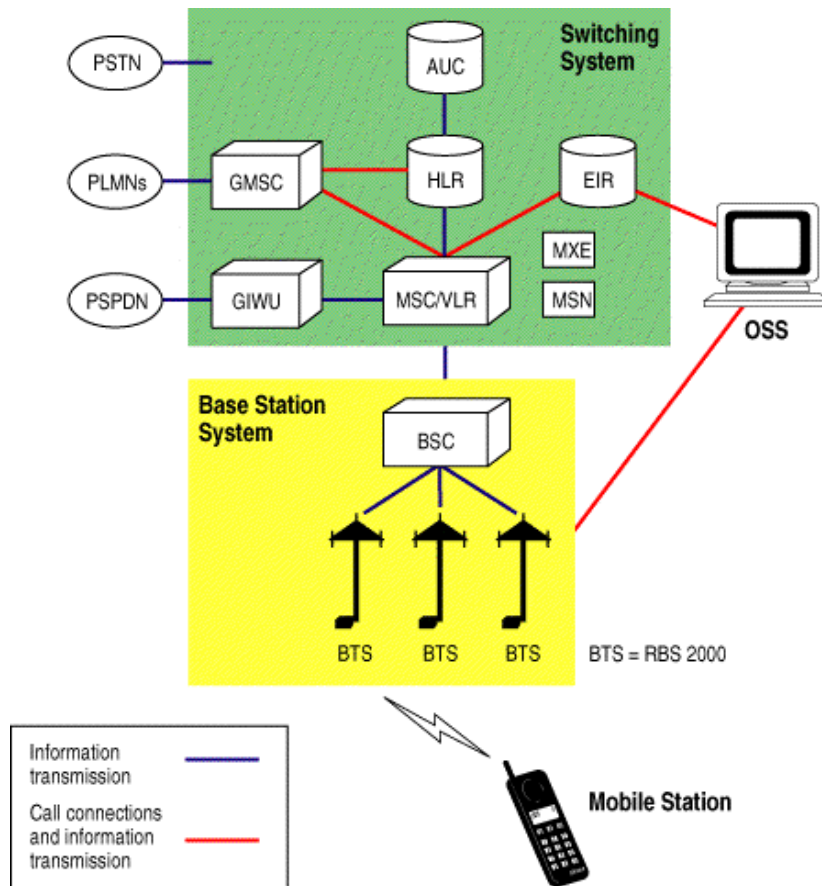 Switching
System
PSTN
AUC
PLMNs
GMSC
HLR
EIR
MXE
PSPDN
GIWU
MSC/VLR
MSN
OSS
Base Station
System
BSC
BTS
BTS
BTS
BTS = RBS 2000
Information
transmission
Call connections
and information
transmission
Mobile Station